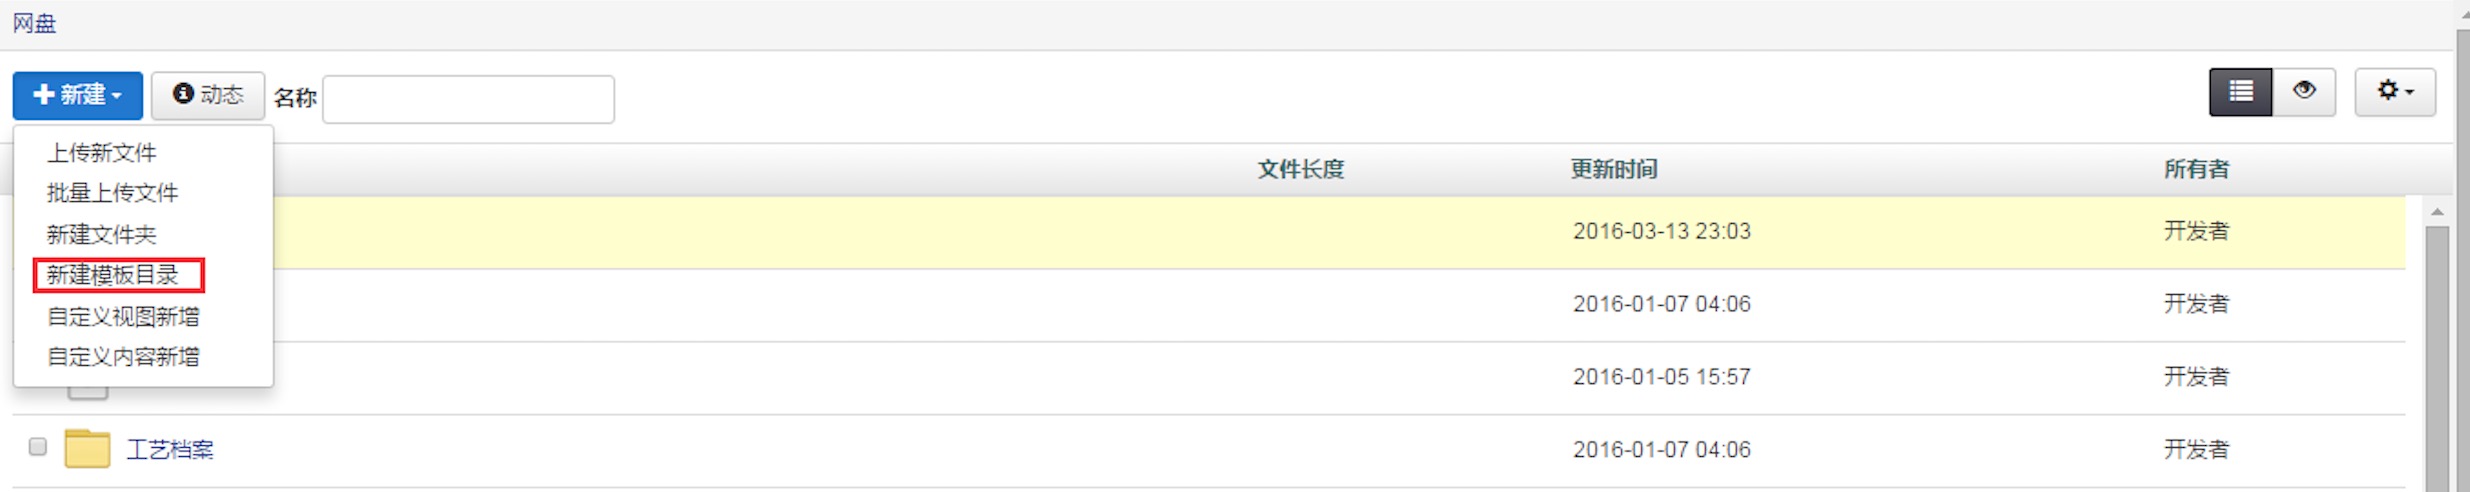 网盘
新建 动态 名称
上传新文件
批量上传文件
新建文件夹
新建模板目录
自定义视图新增
自定义内容新增
文件长度 更新时间 所有者
2016-03-13 23:03 开发者
2016-01-07 04:06 开发者
2016-01-05 15:57 开发者
工艺档案 2016-01-07 04:06 开发者